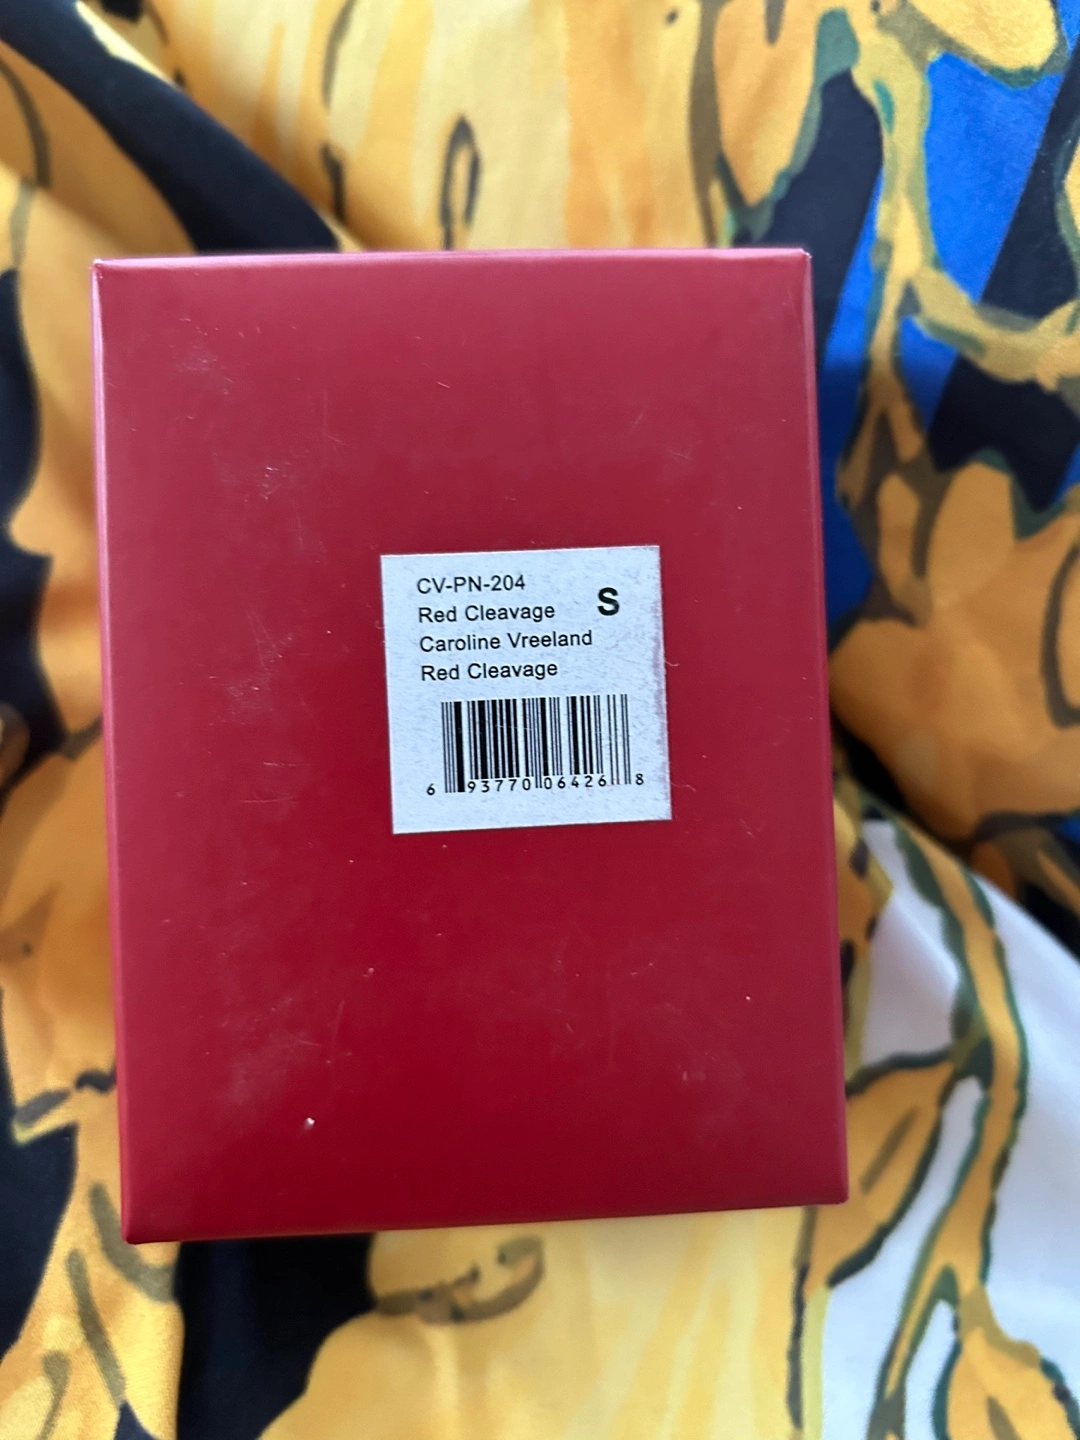 CV-PN-204
Red Cleavage S
Caroline Vreeland
Red Cleavage
6 93770 06426 8